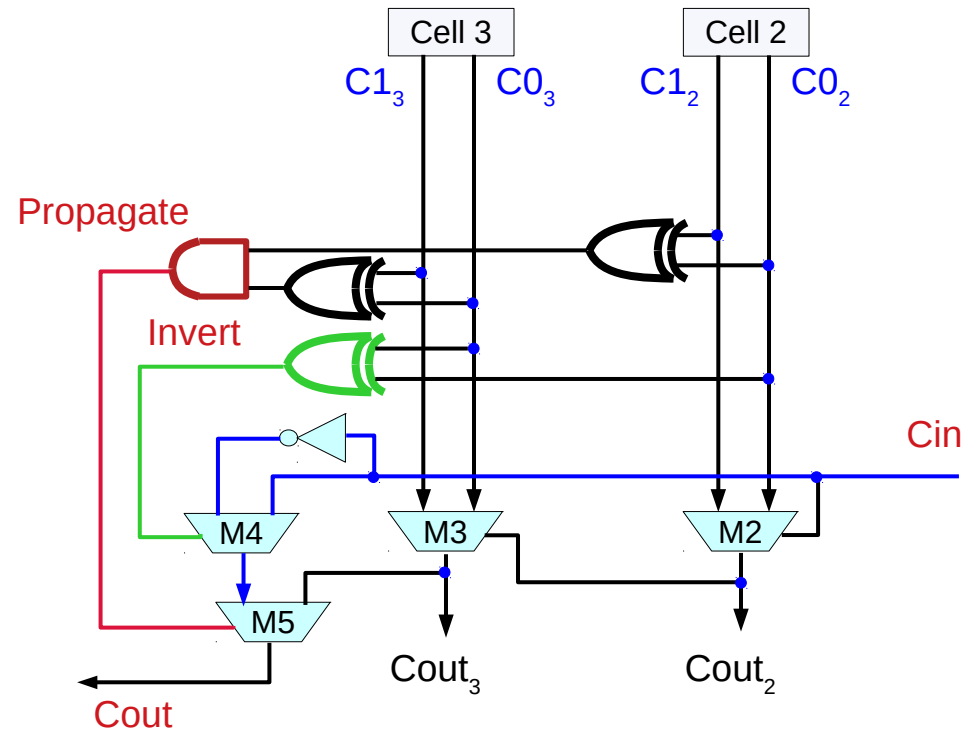 Cell 3
Cell 2
C1₃
C0₃
C1₂
C0₂
Propagate
Invert
Cin
M4
M3
M2
M5
Cout₃
Cout₂
Cout